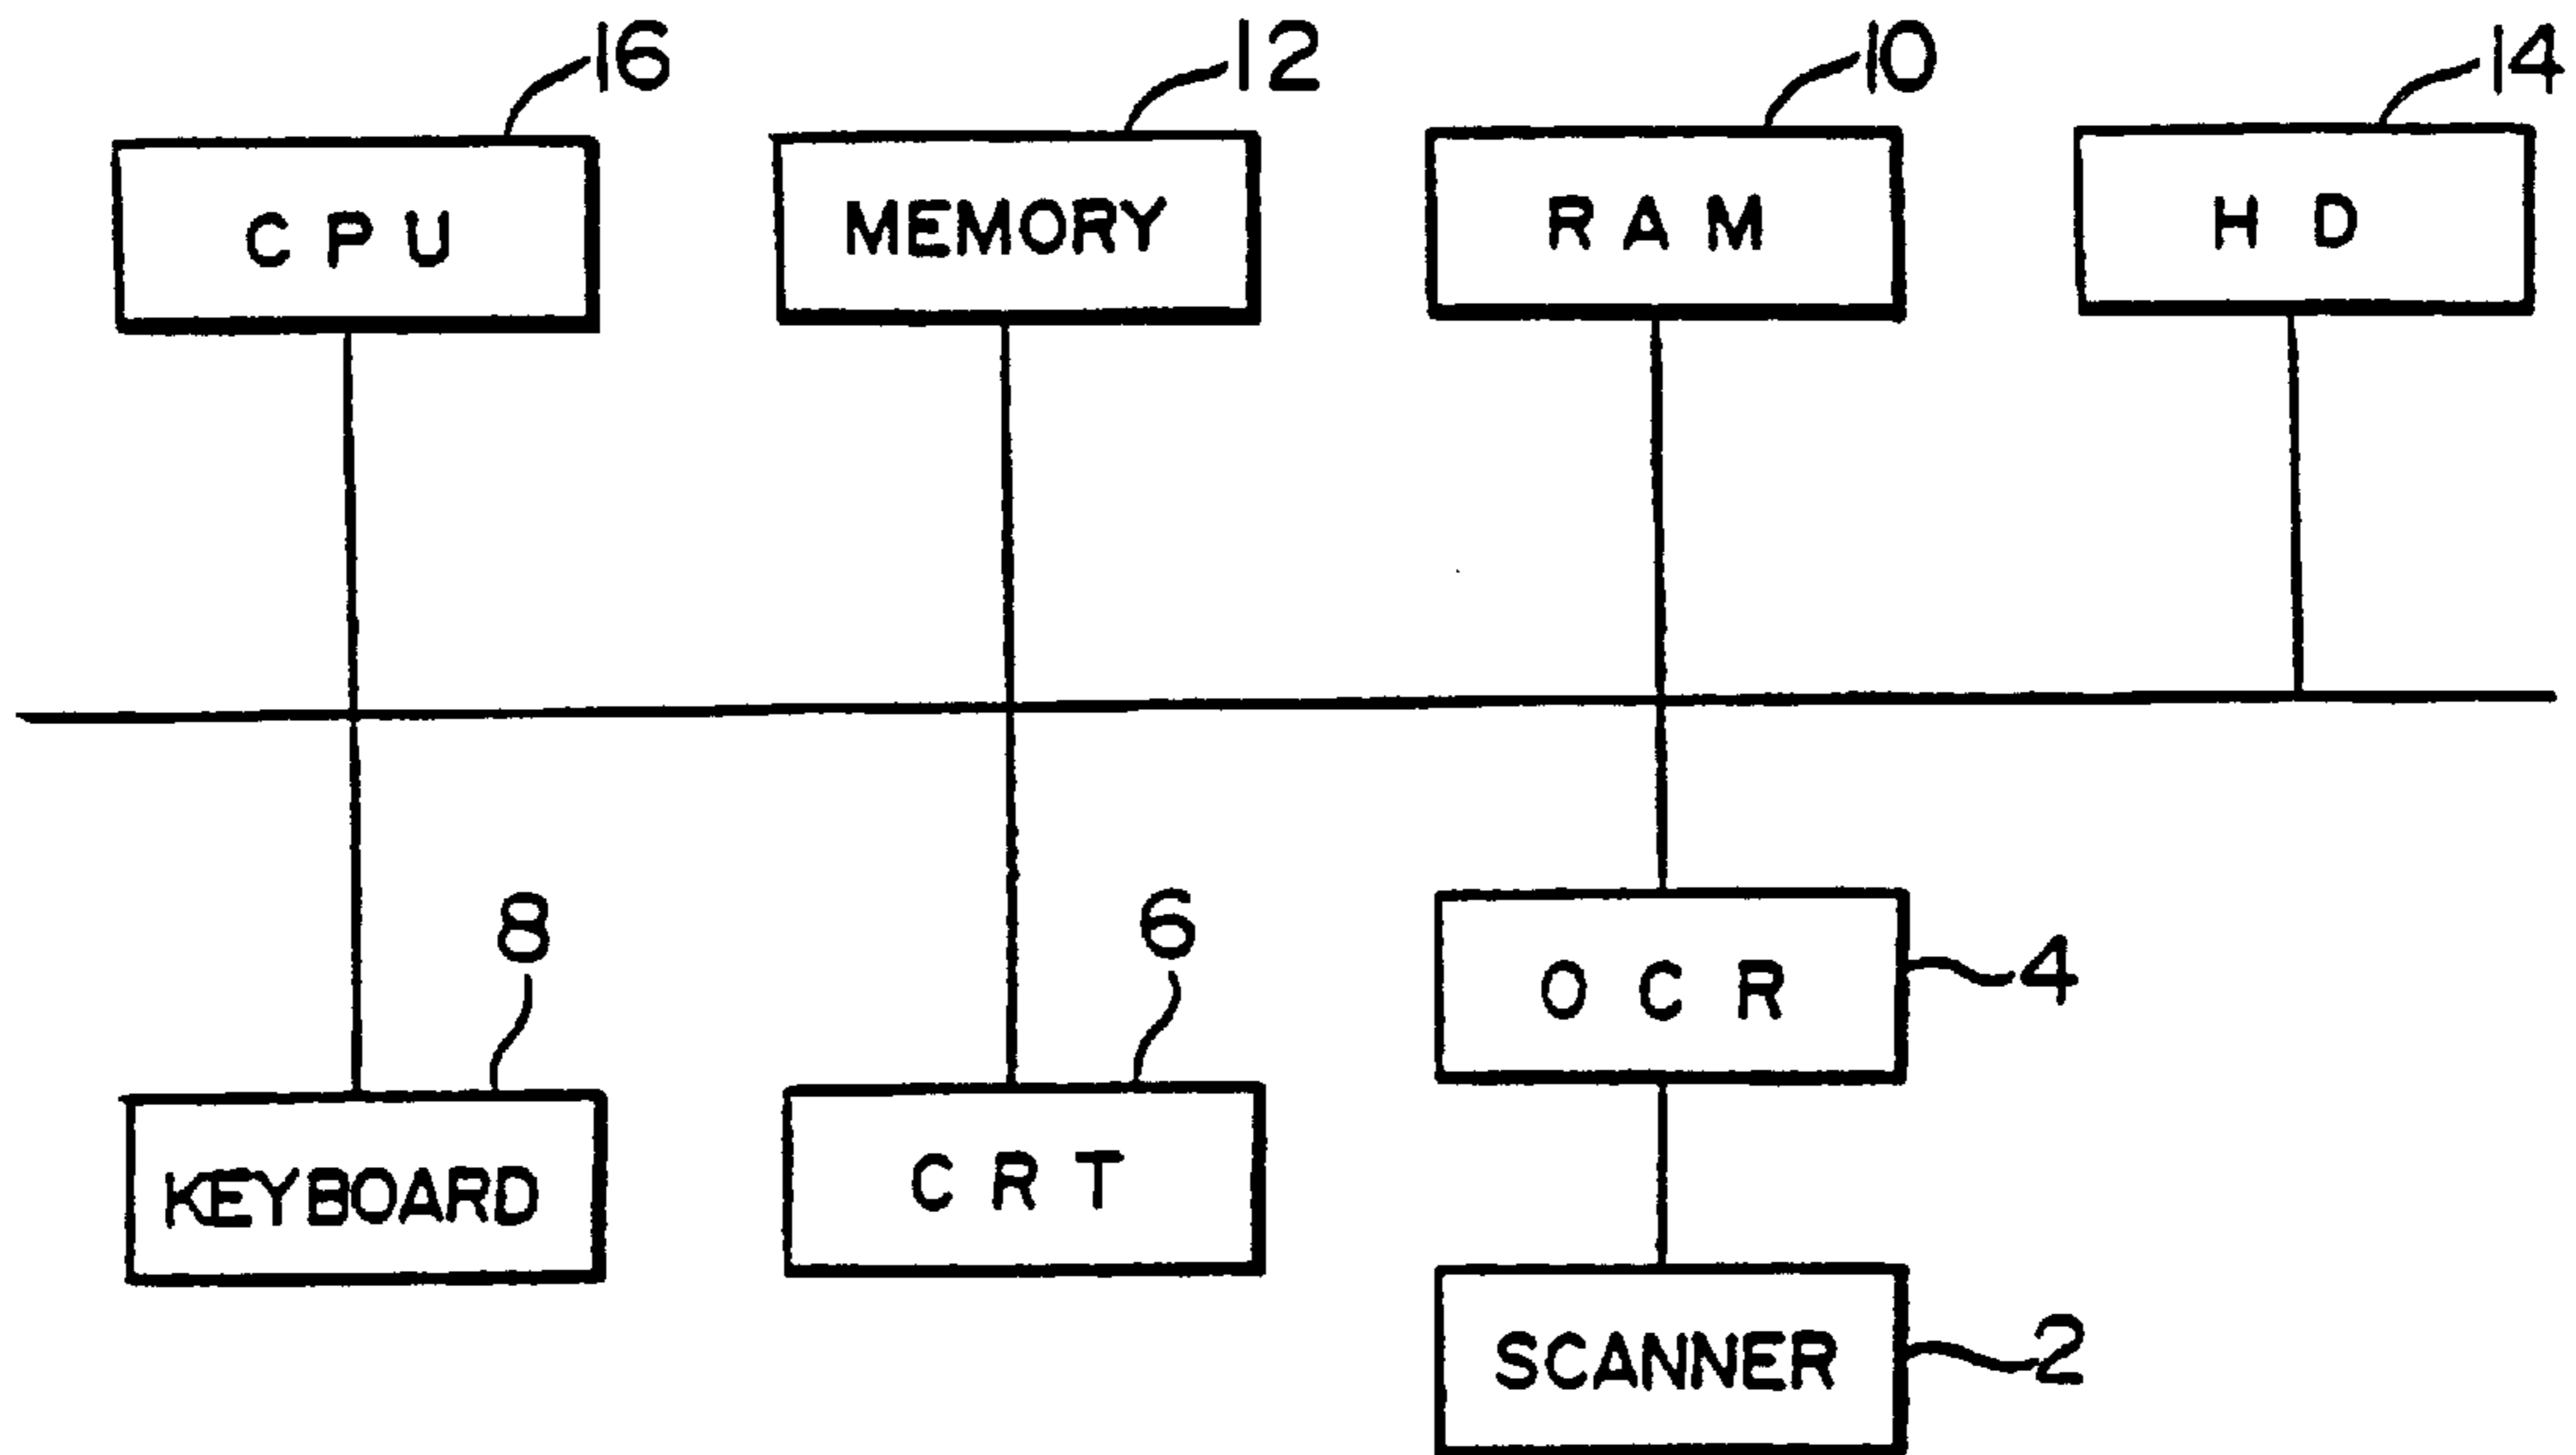 16 12 10 14
CPU MEMORY RAM HD
8 6
4
OCR
KEYBOARD CRT
2
SCANNER